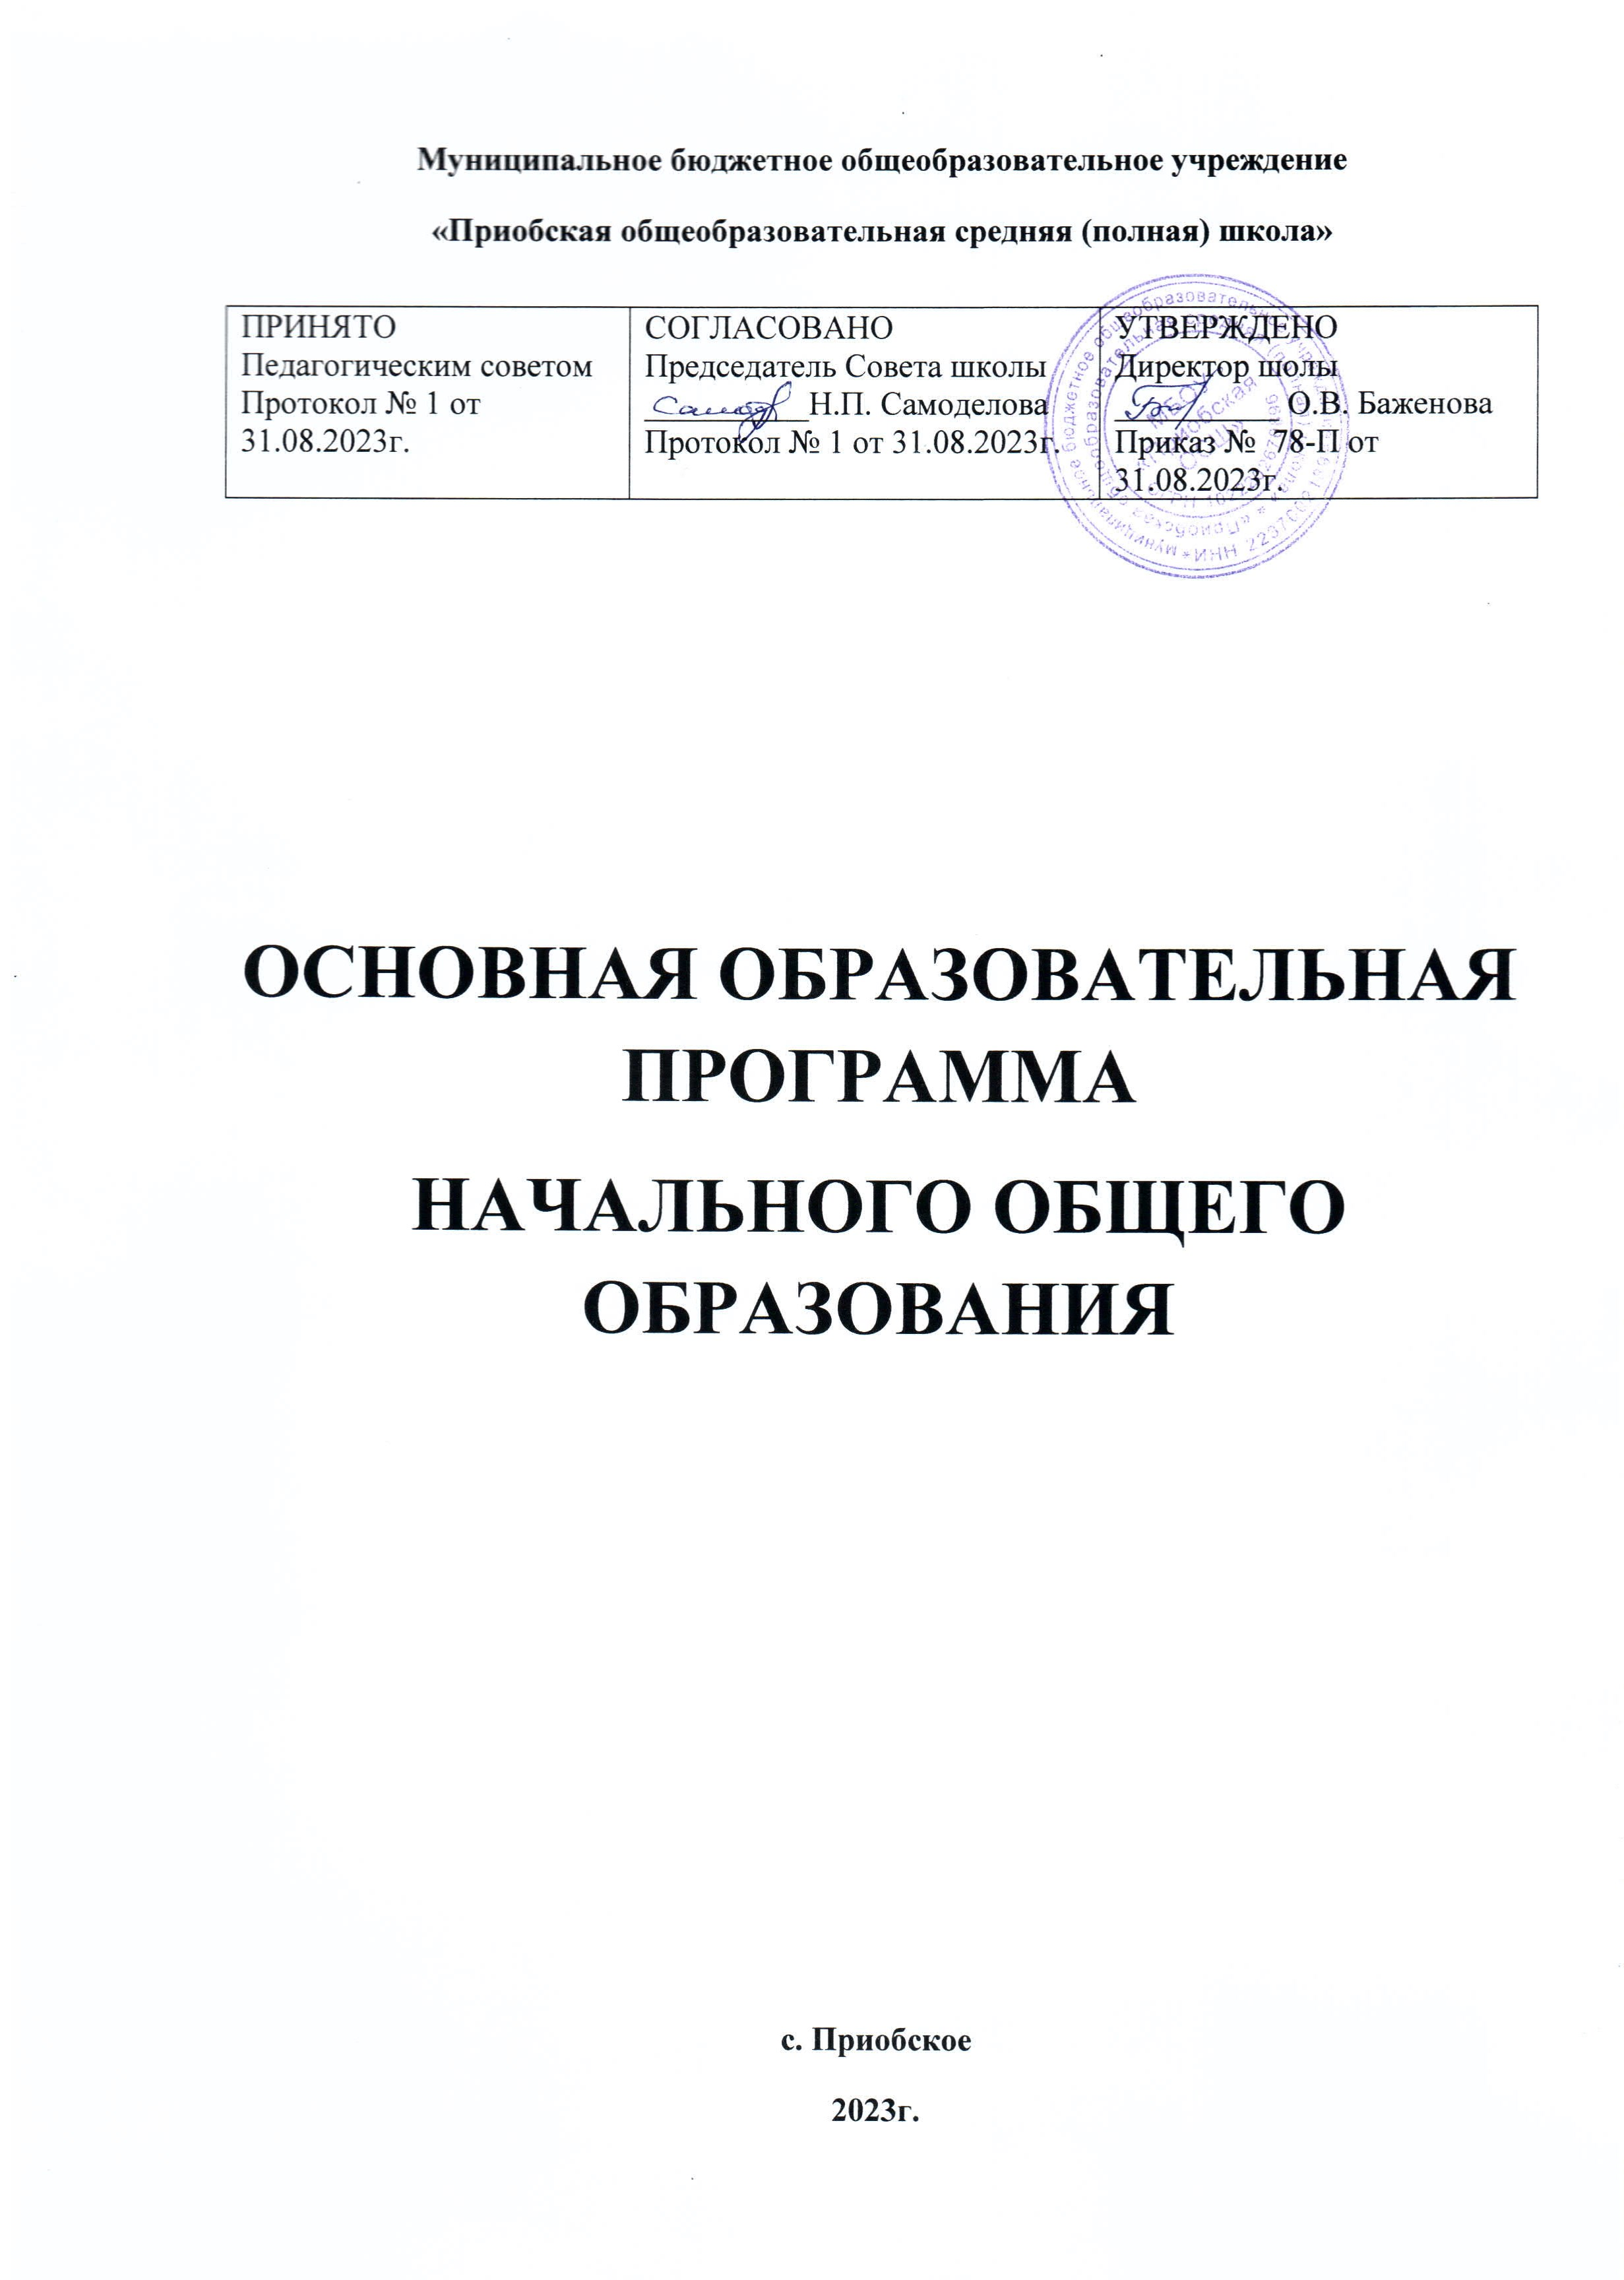 Муниципальное бюджетное общеобразовательное учреждение
«Приобская общеобразовательная средняя (полная) школа»
ПРИНЯТО
Педагогическим советом
Протокол № 1 от
31.08.2023г.
СОГЛАСОВАНО
Председатель Совета школы
Н.П. Самоделова
Протокол № 1 от 31.08.2023г.
УТВЕРЖДЕНО
Директор шолы
О.В. Баженова
Приказ № 78-П от
31.08.2023г.
ОСНОВНАЯ ОБРАЗОВАТЕЛЬНАЯ
ПРОГРАММА
НАЧАЛЬНОГО ОБЩЕГО
ОБРАЗОВАНИЯ
с. Приобское
2023г.